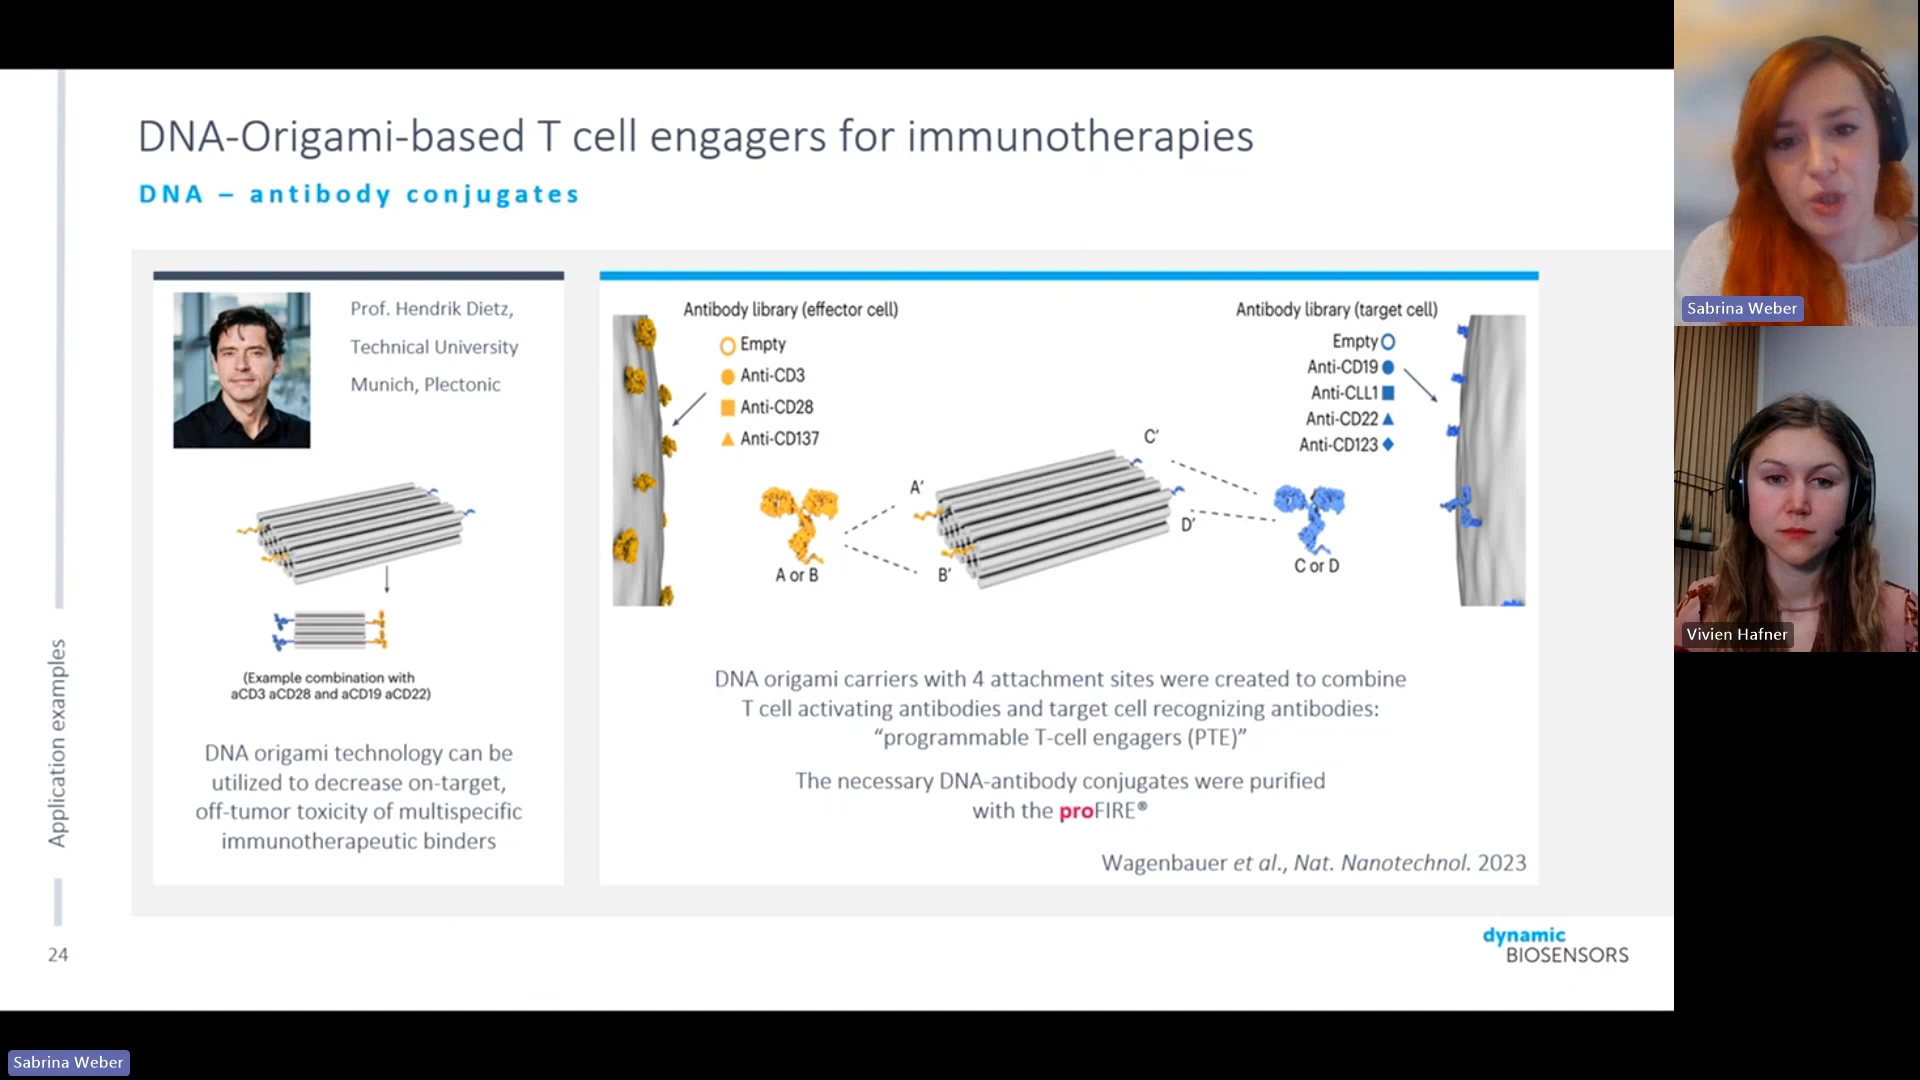 DNA-Origami-based T cell engagers for immunotherapies
DNA – antibody conjugates
Prof. Hendrik Dietz,
Technical University
Munich, Plectonic
(Example combination with
aCD3 aCD28 and aCD19 aCD22)
DNA origami technology can be
utilized to decrease on-target,
off-tumor toxicity of multispecific
immunotherapeutic binders
Antibody library (effector cell)
Empty
Anti-CD3
Anti-CD28
Anti-CD137
Antibody library (target cell)
Empty
Anti-CD19
Anti-CLL1
Anti-CD22
Anti-CD123
A′
B′
C′
D′
A or B
C or D
DNA origami carriers with 4 attachment sites were created to combine
T cell activating antibodies and target cell recognizing antibodies:
“programmable T-cell engagers (PTE)”
The necessary DNA-antibody conjugates were purified
with the proFIRE®
Wagenbauer et al., Nat. Nanotechnol. 2023
Application examples
24
dynamic
BIOSENSORS
Sabrina Weber
Vivien Hafner
Sabrina Weber